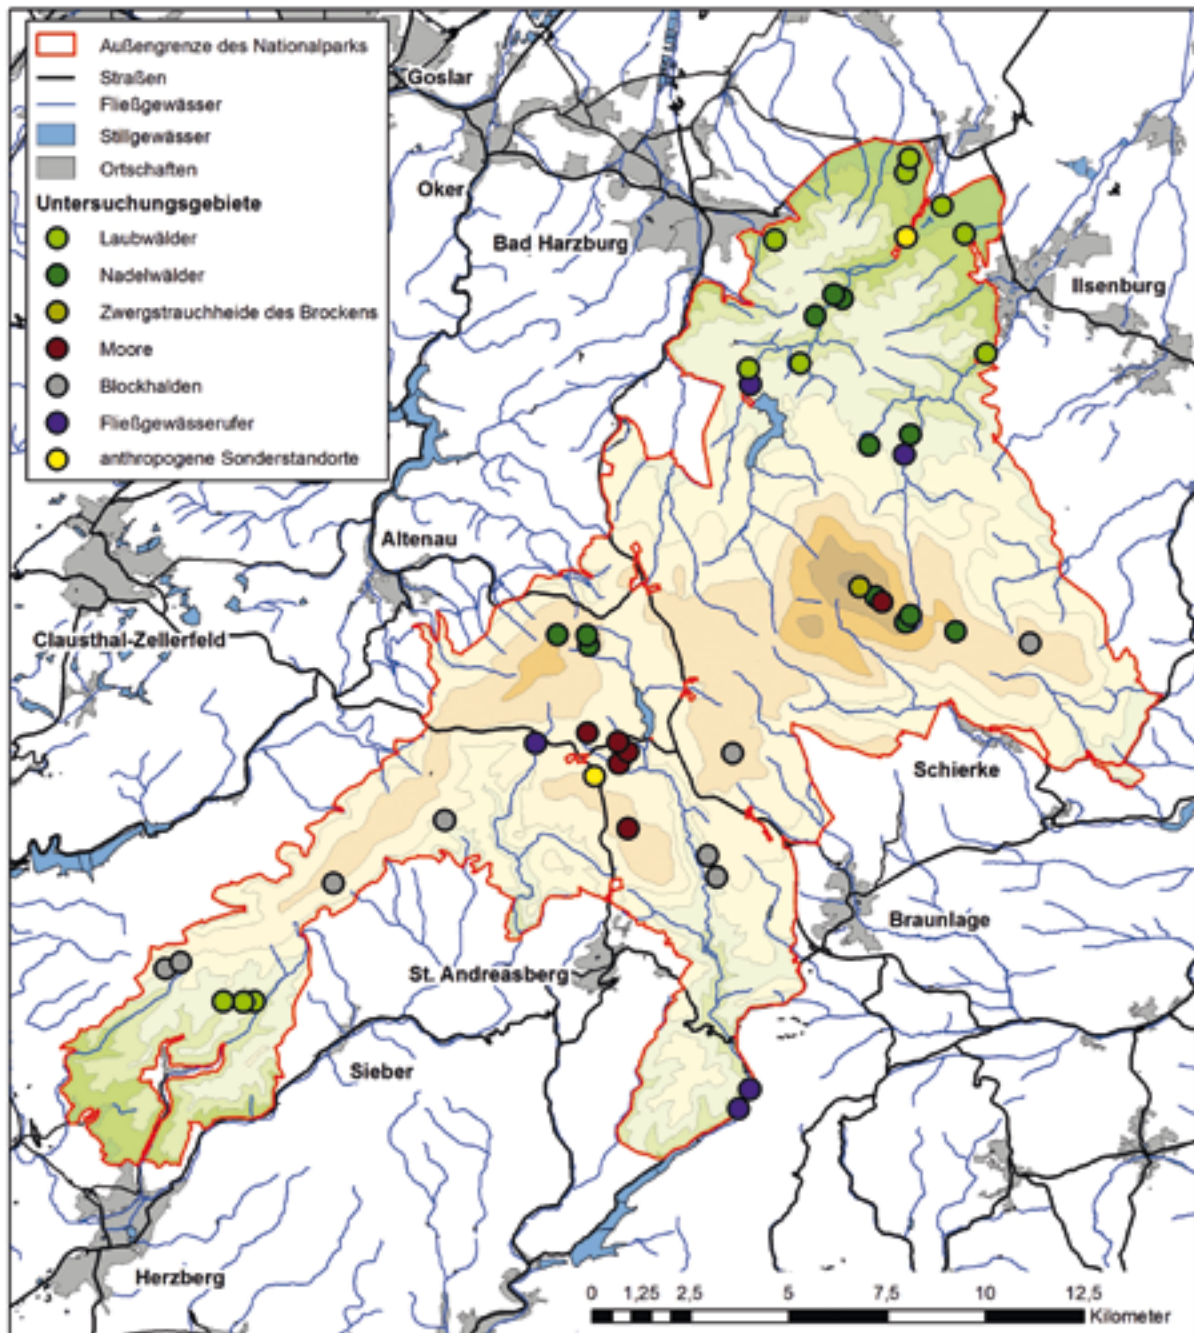 Außengrenze des Nationalparks
Straßen
Fließgewässer
Stillgewässer
Ortschaften
Untersuchungsgebiete
Laubwälder
Nadelwälder
Zwergstrauchheide des Brockens
Moore
Blockhalden
Fließgewässerufer
anthropogene Sonderstandorte
Goslar
Oker
Bad Harzburg
Ilsenburg
Altenau
Clausthal-Zellerfeld
Schierke
Braunlage
St. Andreasberg
Sieber
Herzberg
0 1,25 2,5 5 7,5 10 12,5
Kilometer